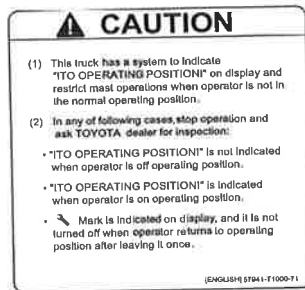 CAUTION
(1) This truck has a system to indicate
"!TO OPERATING POSITION!" on display and
restrict mast operations when operator is not in
the normal operating position.
(2) In any of following cases,stop operation and
ask TOYOTA dealer for inspection:
• "!TO OPERATING POSITION!" is not indicated
when operator is off operating position.
• "!TO OPERATING POSITION!" is indicated
when operator is on operating position.
• Mark is indicated on display, and it is not
turned off when operator returns to operating
position after leaving it once.
[ENGLISH] 57941-T1000-71